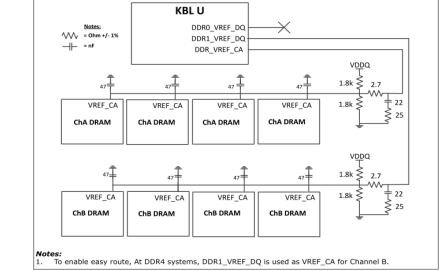 KBL U
Notes:
= Ohm +/- 1%
= nF
DDR0_VREF_DQ
DDR1_VREF_DQ
DDR_VREF_CA
VDDQ
1.8k
2.7
1.8k
22
25
47
47
47
47
VREF_CA
VREF_CA
VREF_CA
VREF_CA
ChA DRAM
ChA DRAM
ChA DRAM
ChA DRAM
VDDQ
1.8k
2.7
1.8k
22
25
47
47
47
47
VREF_CA
VREF_CA
VREF_CA
VREF_CA
ChB DRAM
ChB DRAM
ChB DRAM
ChB DRAM
Notes:
1. To enable easy route, At DDR4 systems, DDR1_VREF_DQ is used as VREF_CA for Channel B.